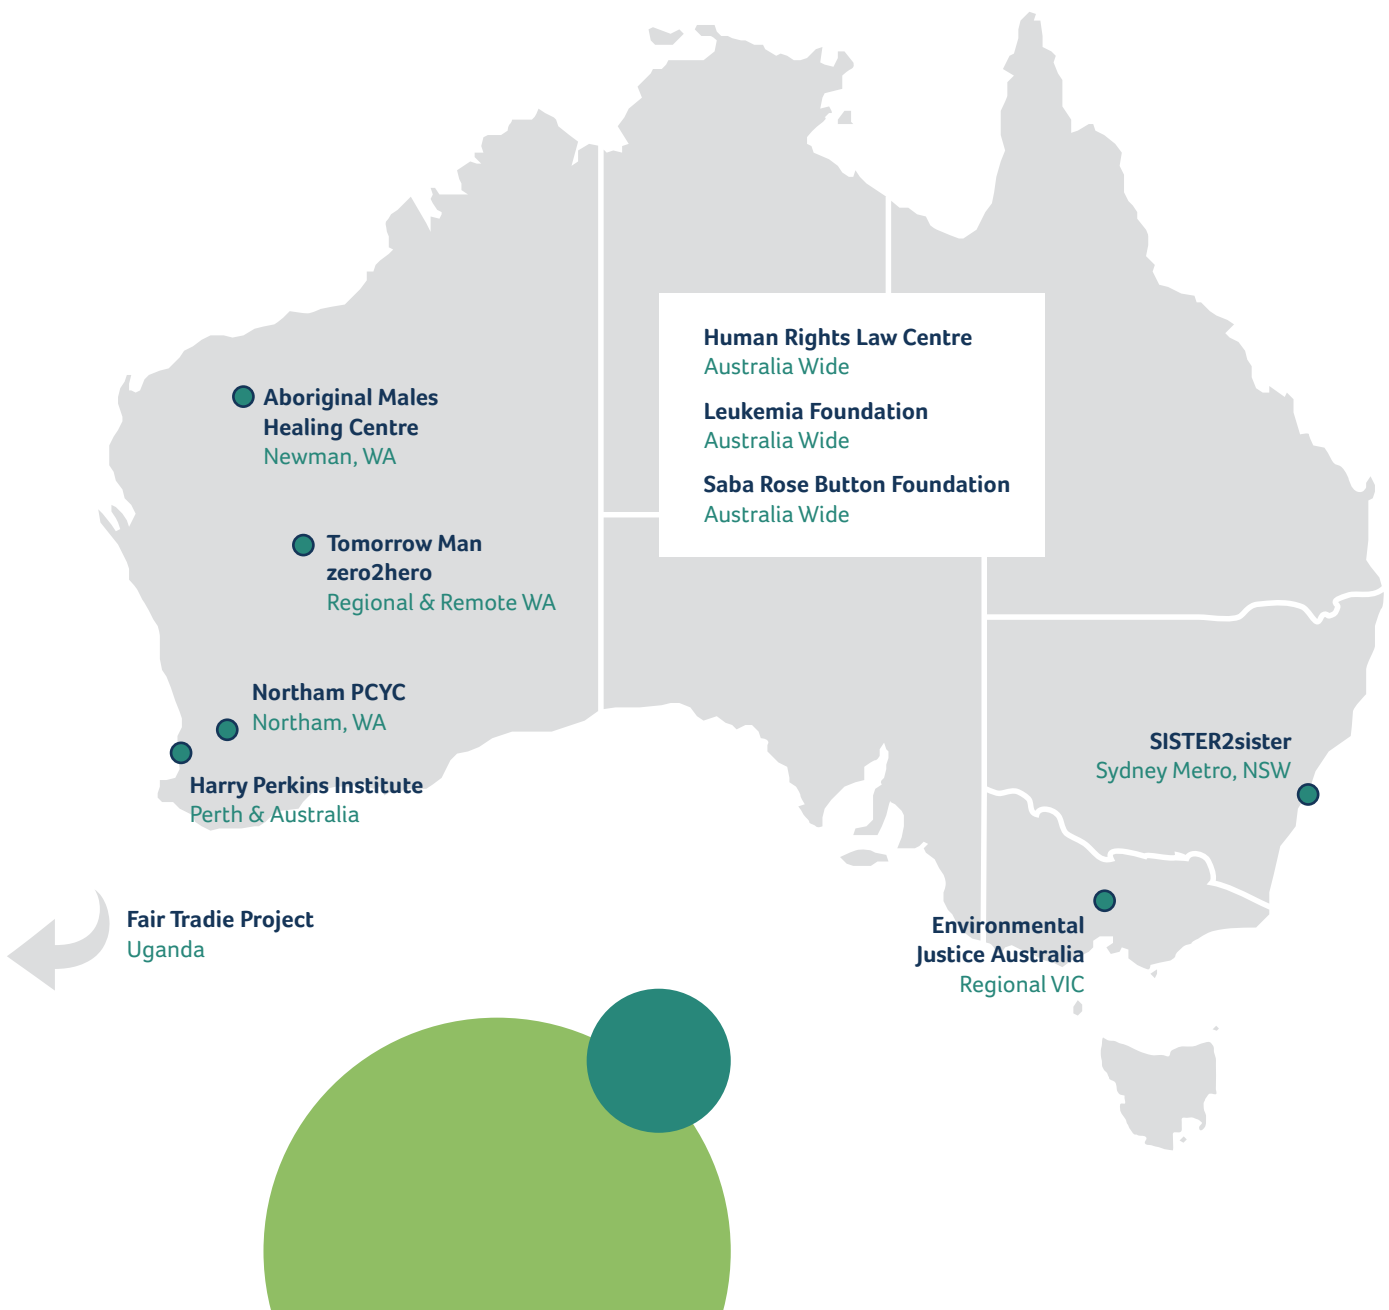 Human Rights Law Centre
Australia Wide
Leukemia Foundation
Australia Wide
Saba Rose Button Foundation
Australia Wide
Aboriginal Males
Healing Centre
Newman, WA
Tomorrow Man
zero2hero
Regional & Remote WA
Northam PCYC
Northam, WA
Harry Perkins Institute
Perth & Australia
SISTER2sister
Sydney Metro, NSW
Environmental
Justice Australia
Regional VIC
Fair Tradie Project
Uganda